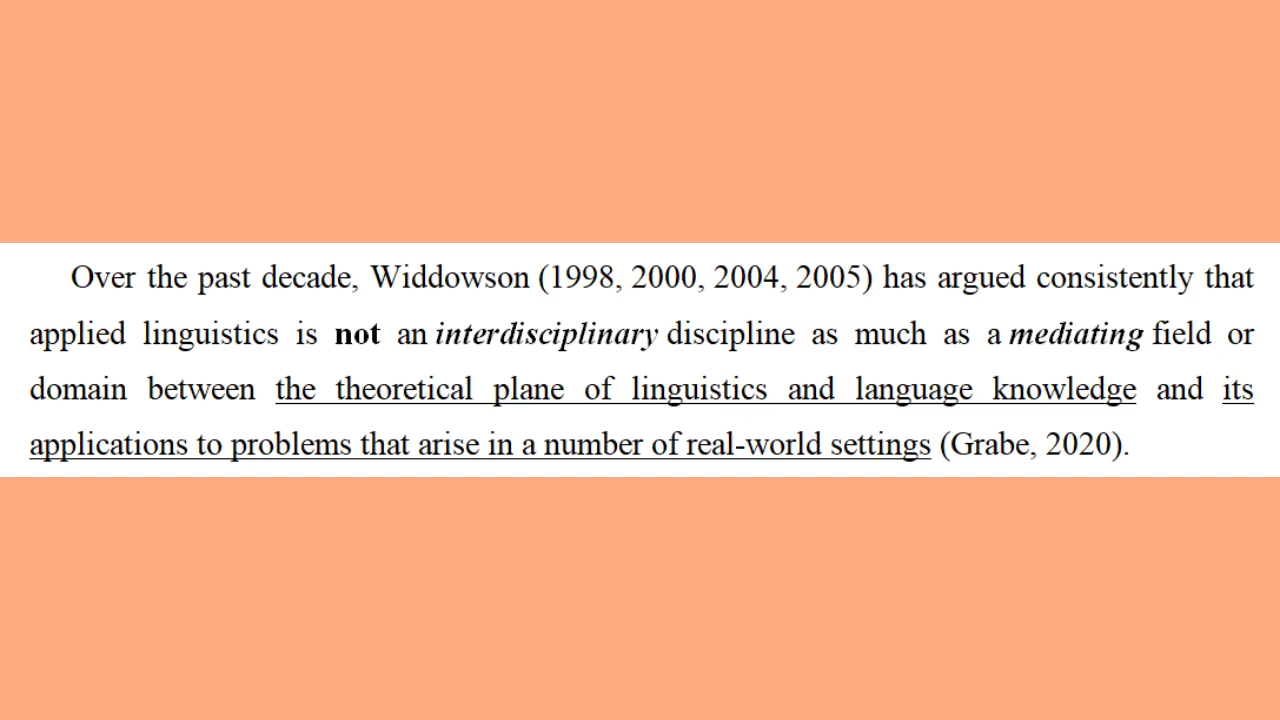 Over the past decade, Widdowson (1998, 2000, 2004, 2005) has argued consistently that
applied linguistics is not an interdisciplinary discipline as much as a mediating field or
domain between the theoretical plane of linguistics and language knowledge and its
applications to problems that arise in a number of real-world settings (Grabe, 2020).